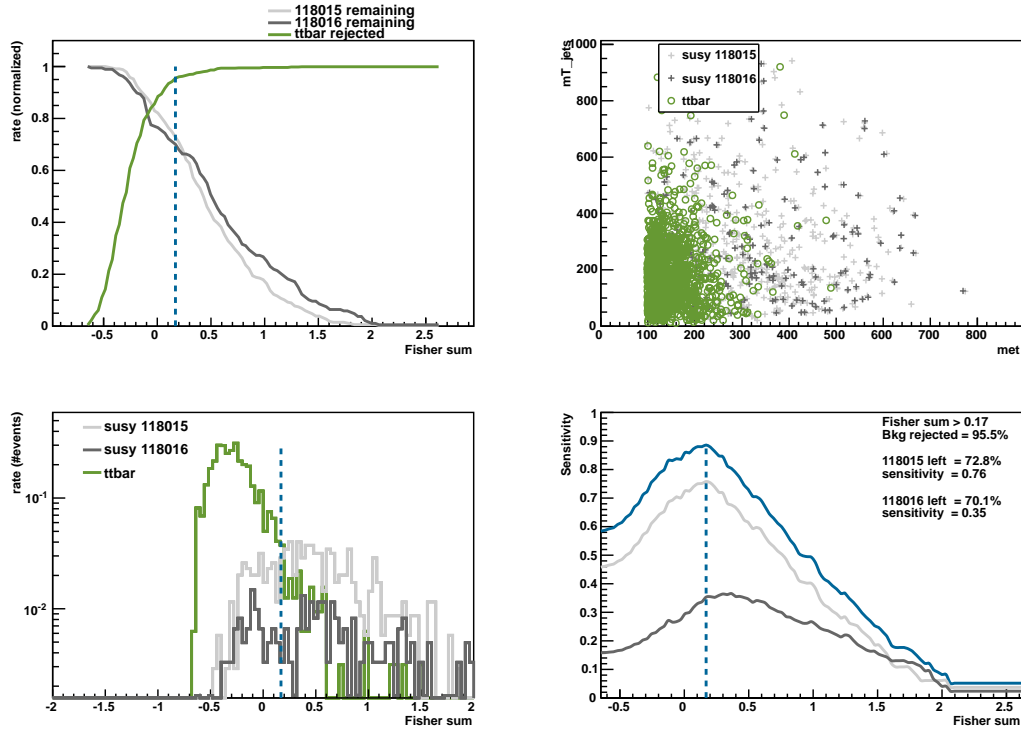 118015 remaining
118016 remaining
ttbar rejected
rate (normalized)
1
0.8
0.6
0.4
0.2
0
-0.5 0 0.5 1 1.5 2 2.5
Fisher sum
mT_jets
1000
800
600
400
200
0
susy 118015
susy 118016
ttbar
0 100 200 300 400 500 600 700 800
met
rate (#events)
10-1
10-2
susy 118015
susy 118016
ttbar
-2 -1.5 -1 -0.5 0 0.5 1 1.5 2
Fisher sum
Sensitivity
1
0.9
0.8
0.7
0.6
0.5
0.4
0.3
0.2
0.1
0
Fisher sum > 0.17
Bkg rejected = 95.5%
118015 left = 72.8%
sensitivity = 0.76
118016 left = 70.1%
sensitivity = 0.35
-0.5 0 0.5 1 1.5 2 2.5
Fisher sum